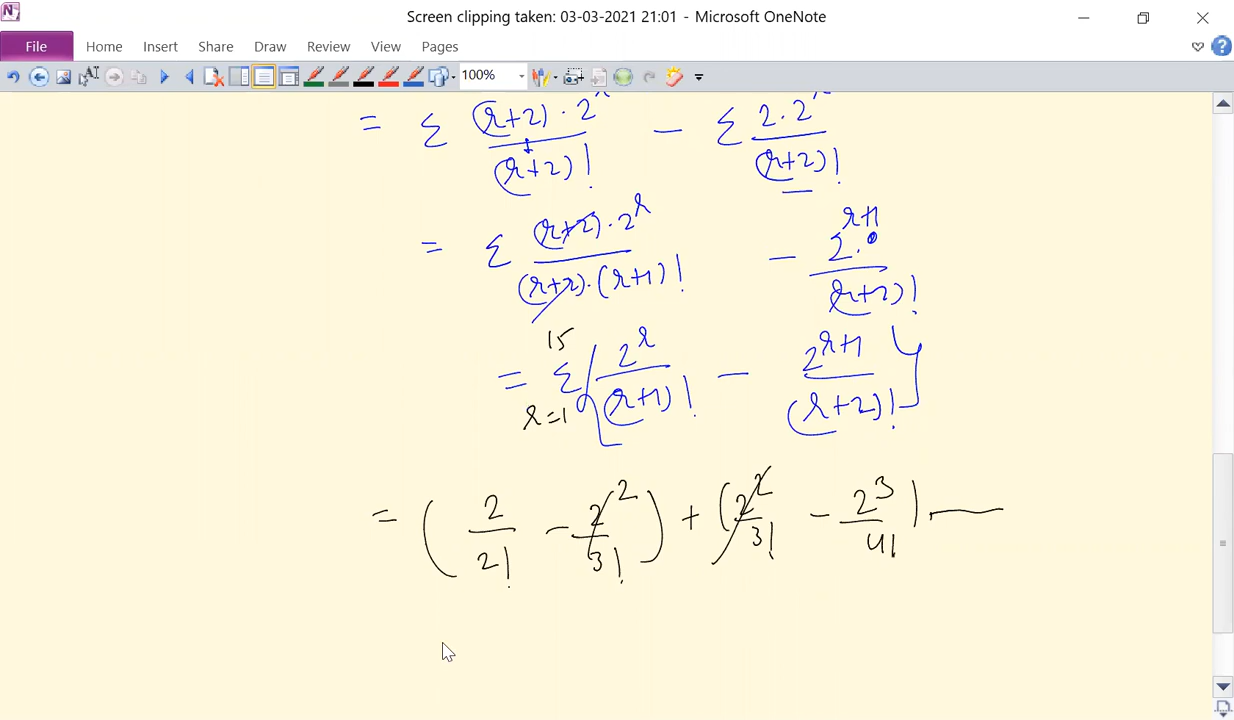 Screen clipping taken: 03-03-2021 21:01 - Microsoft OneNote
File Home Insert Share Draw Review View Pages
100%
= Σ (r+2)·2^r / (r+2)! − Σ 2·2^r / (r+2)!
= Σ (r+2)·2^r / (r+2)·(r+1)! − 2^{r+1} / (r+2)!
= Σ_{r=1}^{15} [ 2^r / (r+1)! − 2^{r+1} / (r+2)! ]
= ( 2/2! − 2^2/3! ) + ( 2^2/3! − 2^3/4! ) ——